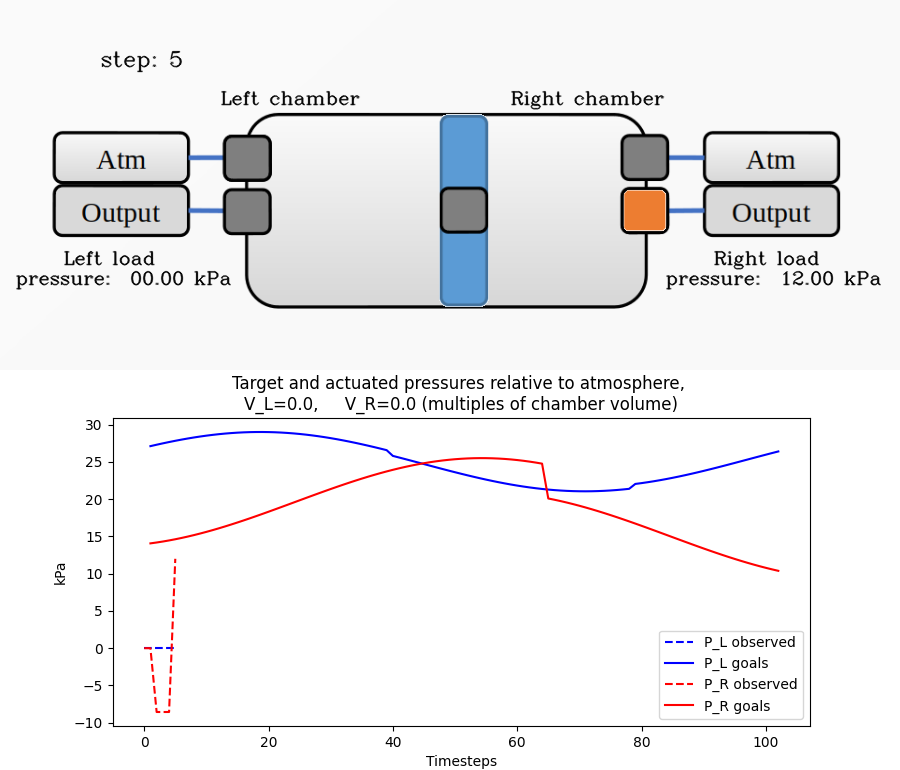 step: 5
Left chamber
Right chamber
Atm
Atm
Output
Output
Left load
pressure: 00.00 kPa
Right load
pressure: 12.00 kPa
Target and actuated pressures relative to atmosphere,
V_L=0.0, V_R=0.0 (multiples of chamber volume)
30
25
20
15
10
5
0
−5
−10
kPa
P_L observed
P_L goals
P_R observed
P_R goals
0 20 40 60 80 100
Timesteps